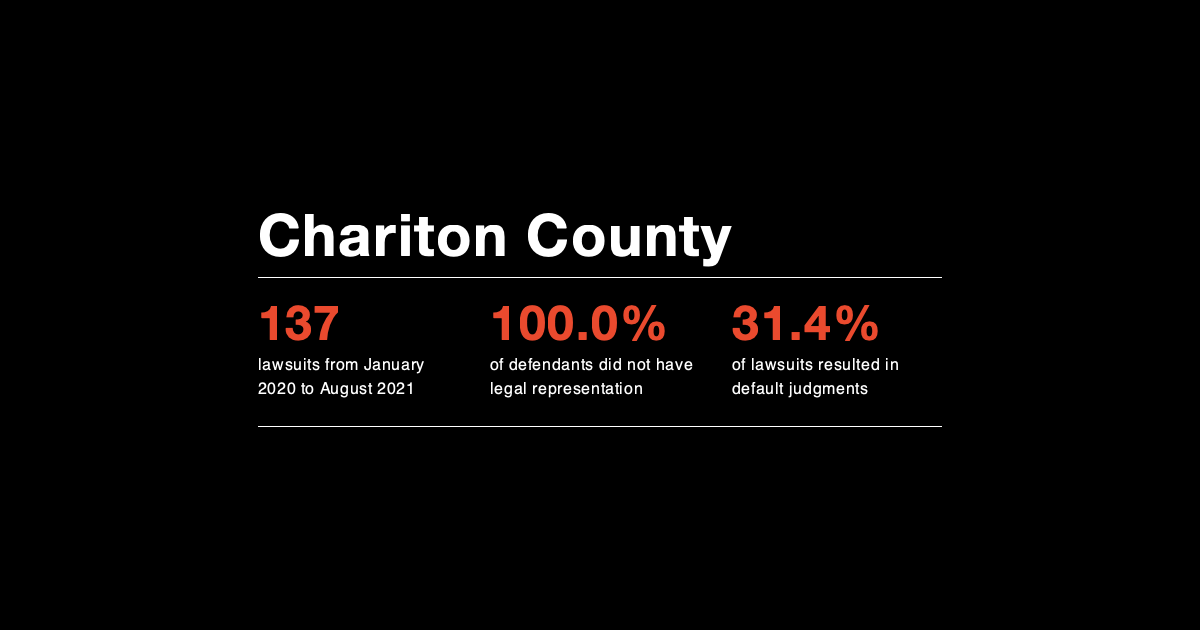 Chariton County
137
lawsuits from January
2020 to August 2021
100.0%
of defendants did not have
legal representation
31.4%
of lawsuits resulted in
default judgments